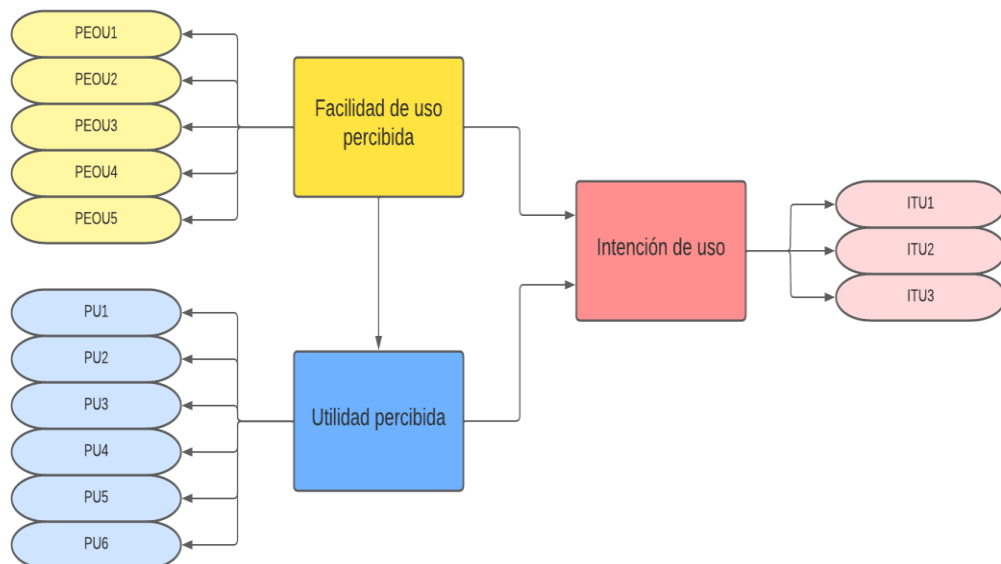 PEOU1
PEOU2
PEOU3
PEOU4
PEOU5
Facilidad de uso
percibida
Intención de uso
ITU1
ITU2
ITU3
PU1
PU2
PU3
PU4
PU5
PU6
Utilidad percibida